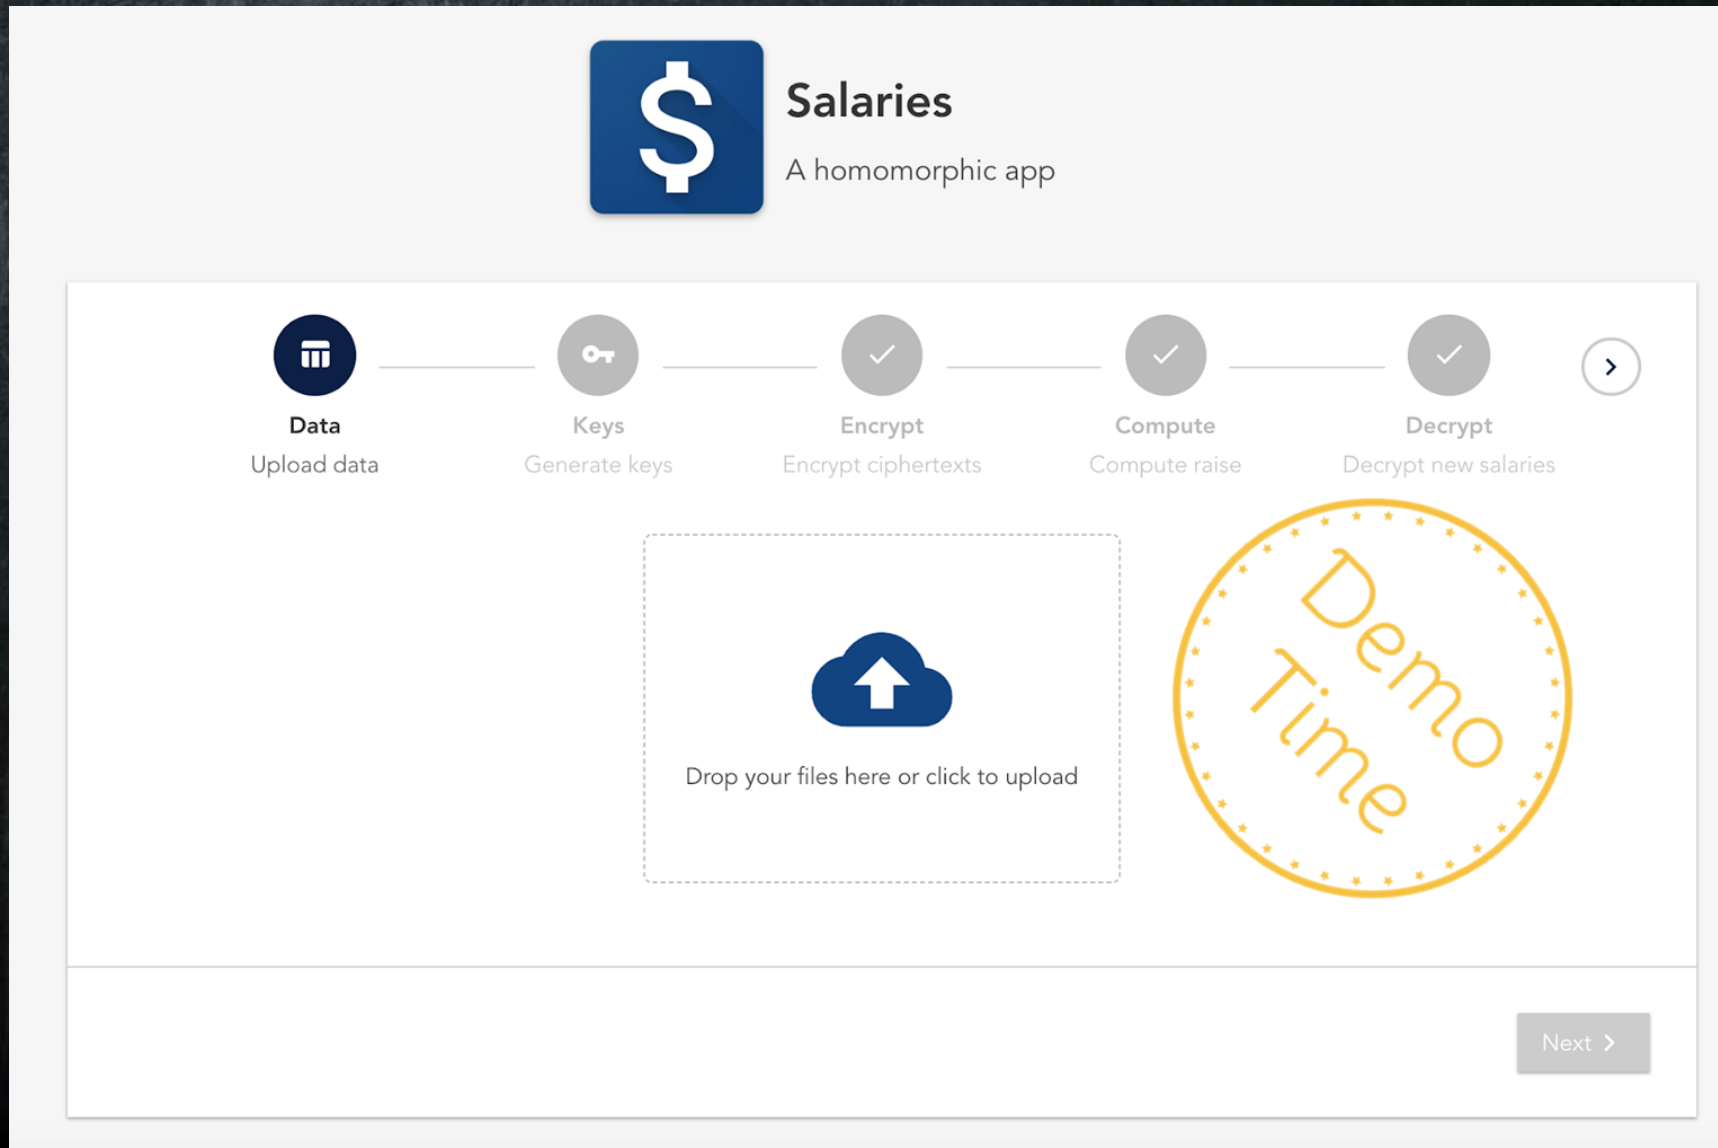 $
Salaries
A homomorphic app
Data
Upload data
Keys
Generate keys
Encrypt
Encrypt ciphertexts
Compute
Compute raise
Decrypt
Decrypt new salaries
Drop your files here or click to upload
Demo
Time
Next